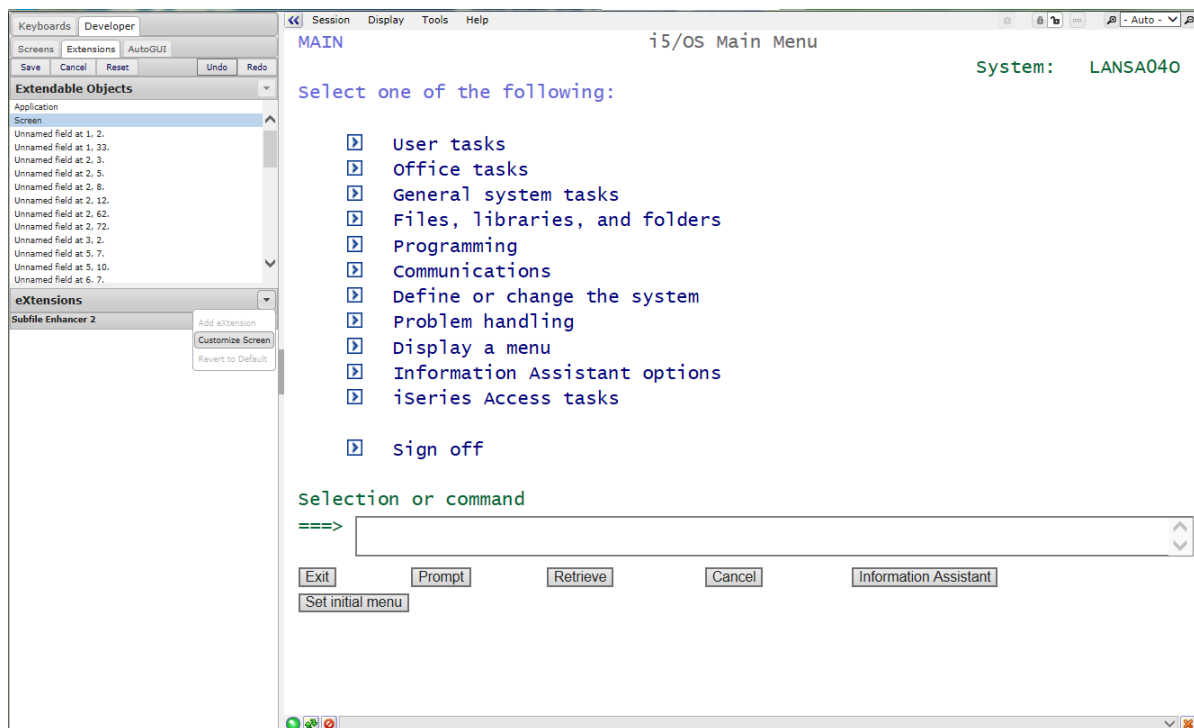 Keyboards Developer
Screens Extensions AutoGUI
Save Cancel Reset Undo Redo
Extendable Objects
Application
Screen
Unnamed field at 1, 2.
Unnamed field at 1, 33.
Unnamed field at 2, 3.
Unnamed field at 2, 5.
Unnamed field at 2, 8.
Unnamed field at 2, 12.
Unnamed field at 2, 62.
Unnamed field at 2, 72.
Unnamed field at 3, 2.
Unnamed field at 5, 7.
Unnamed field at 5, 10.
Unnamed field at 6. 7.
eXtensions
Subfile Enhancer 2
Add eXtension
Customize Screen
Revert to Default
Session Display Tools Help
- Auto -
MAIN i5/OS Main Menu
System: LANSA04O
Select one of the following:
User tasks
Office tasks
General system tasks
Files, libraries, and folders
Programming
Communications
Define or change the system
Problem handling
Display a menu
Information Assistant options
iSeries Access tasks
Sign off
Selection or command
===>
Exit Prompt Retrieve Cancel Information Assistant
Set initial menu